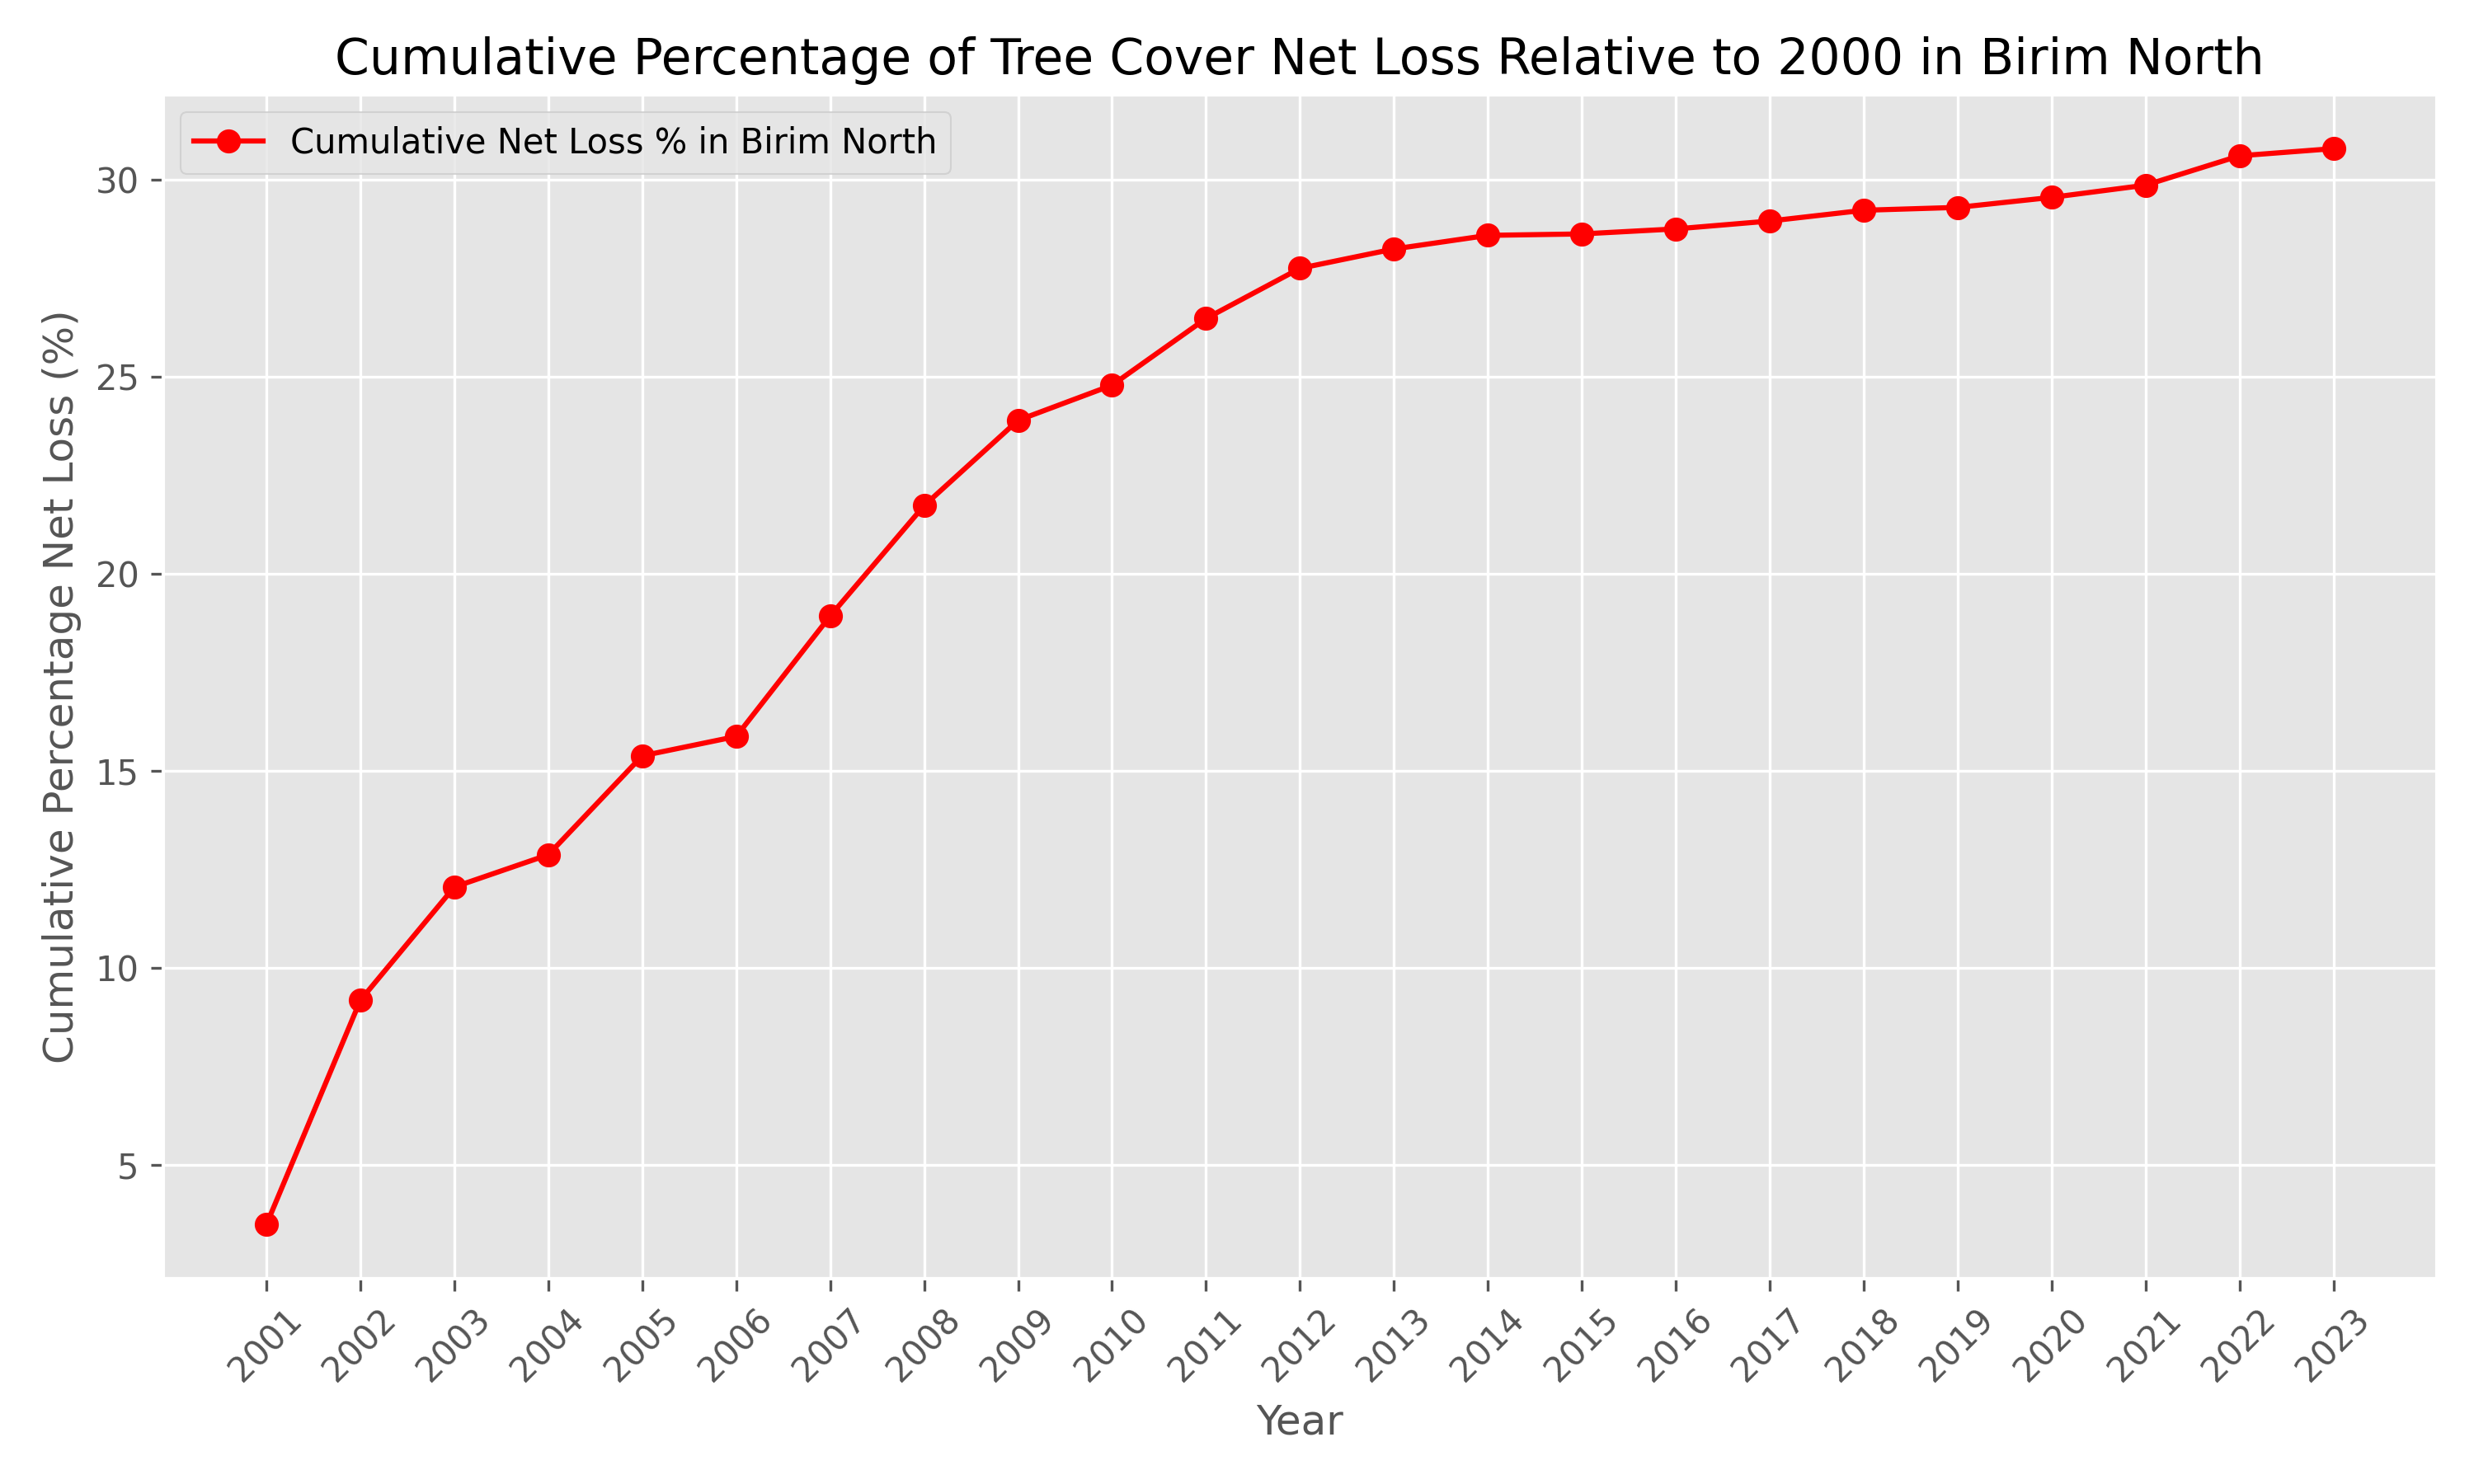 Cumulative Percentage of Tree Cover Net Loss Relative to 2000 in Birim North
Cumulative Net Loss % in Birim North
Cumulative Percentage Net Loss (%)
30
25
20
15
10
5
2001 2002 2003 2004 2005 2006 2007 2008 2009 2010 2011 2012 2013 2014 2015 2016 2017 2018 2019 2020 2021 2022 2023
Year